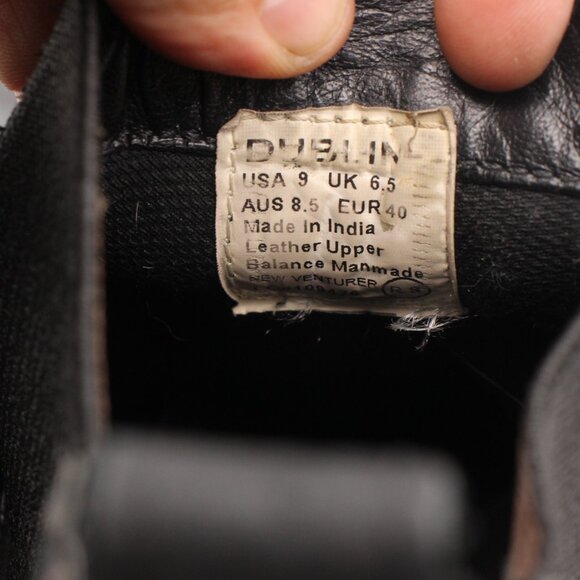 DUBLIN
USA 9 UK 6.5
AUS 8.5 EUR 40
Made in India
Leather Upper
Balance Manmade
NEW VENTURER